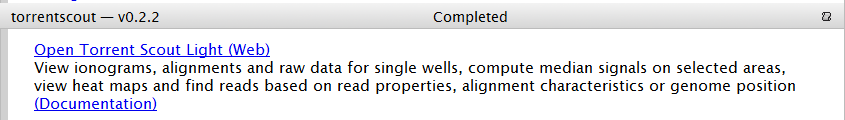 torrentscout — v0.2.2 Completed
Open Torrent Scout Light (Web)
View ionograms, alignments and raw data for single wells, compute median signals on selected areas,
view heat maps and find reads based on read properties, alignment characteristics or genome position
(Documentation)